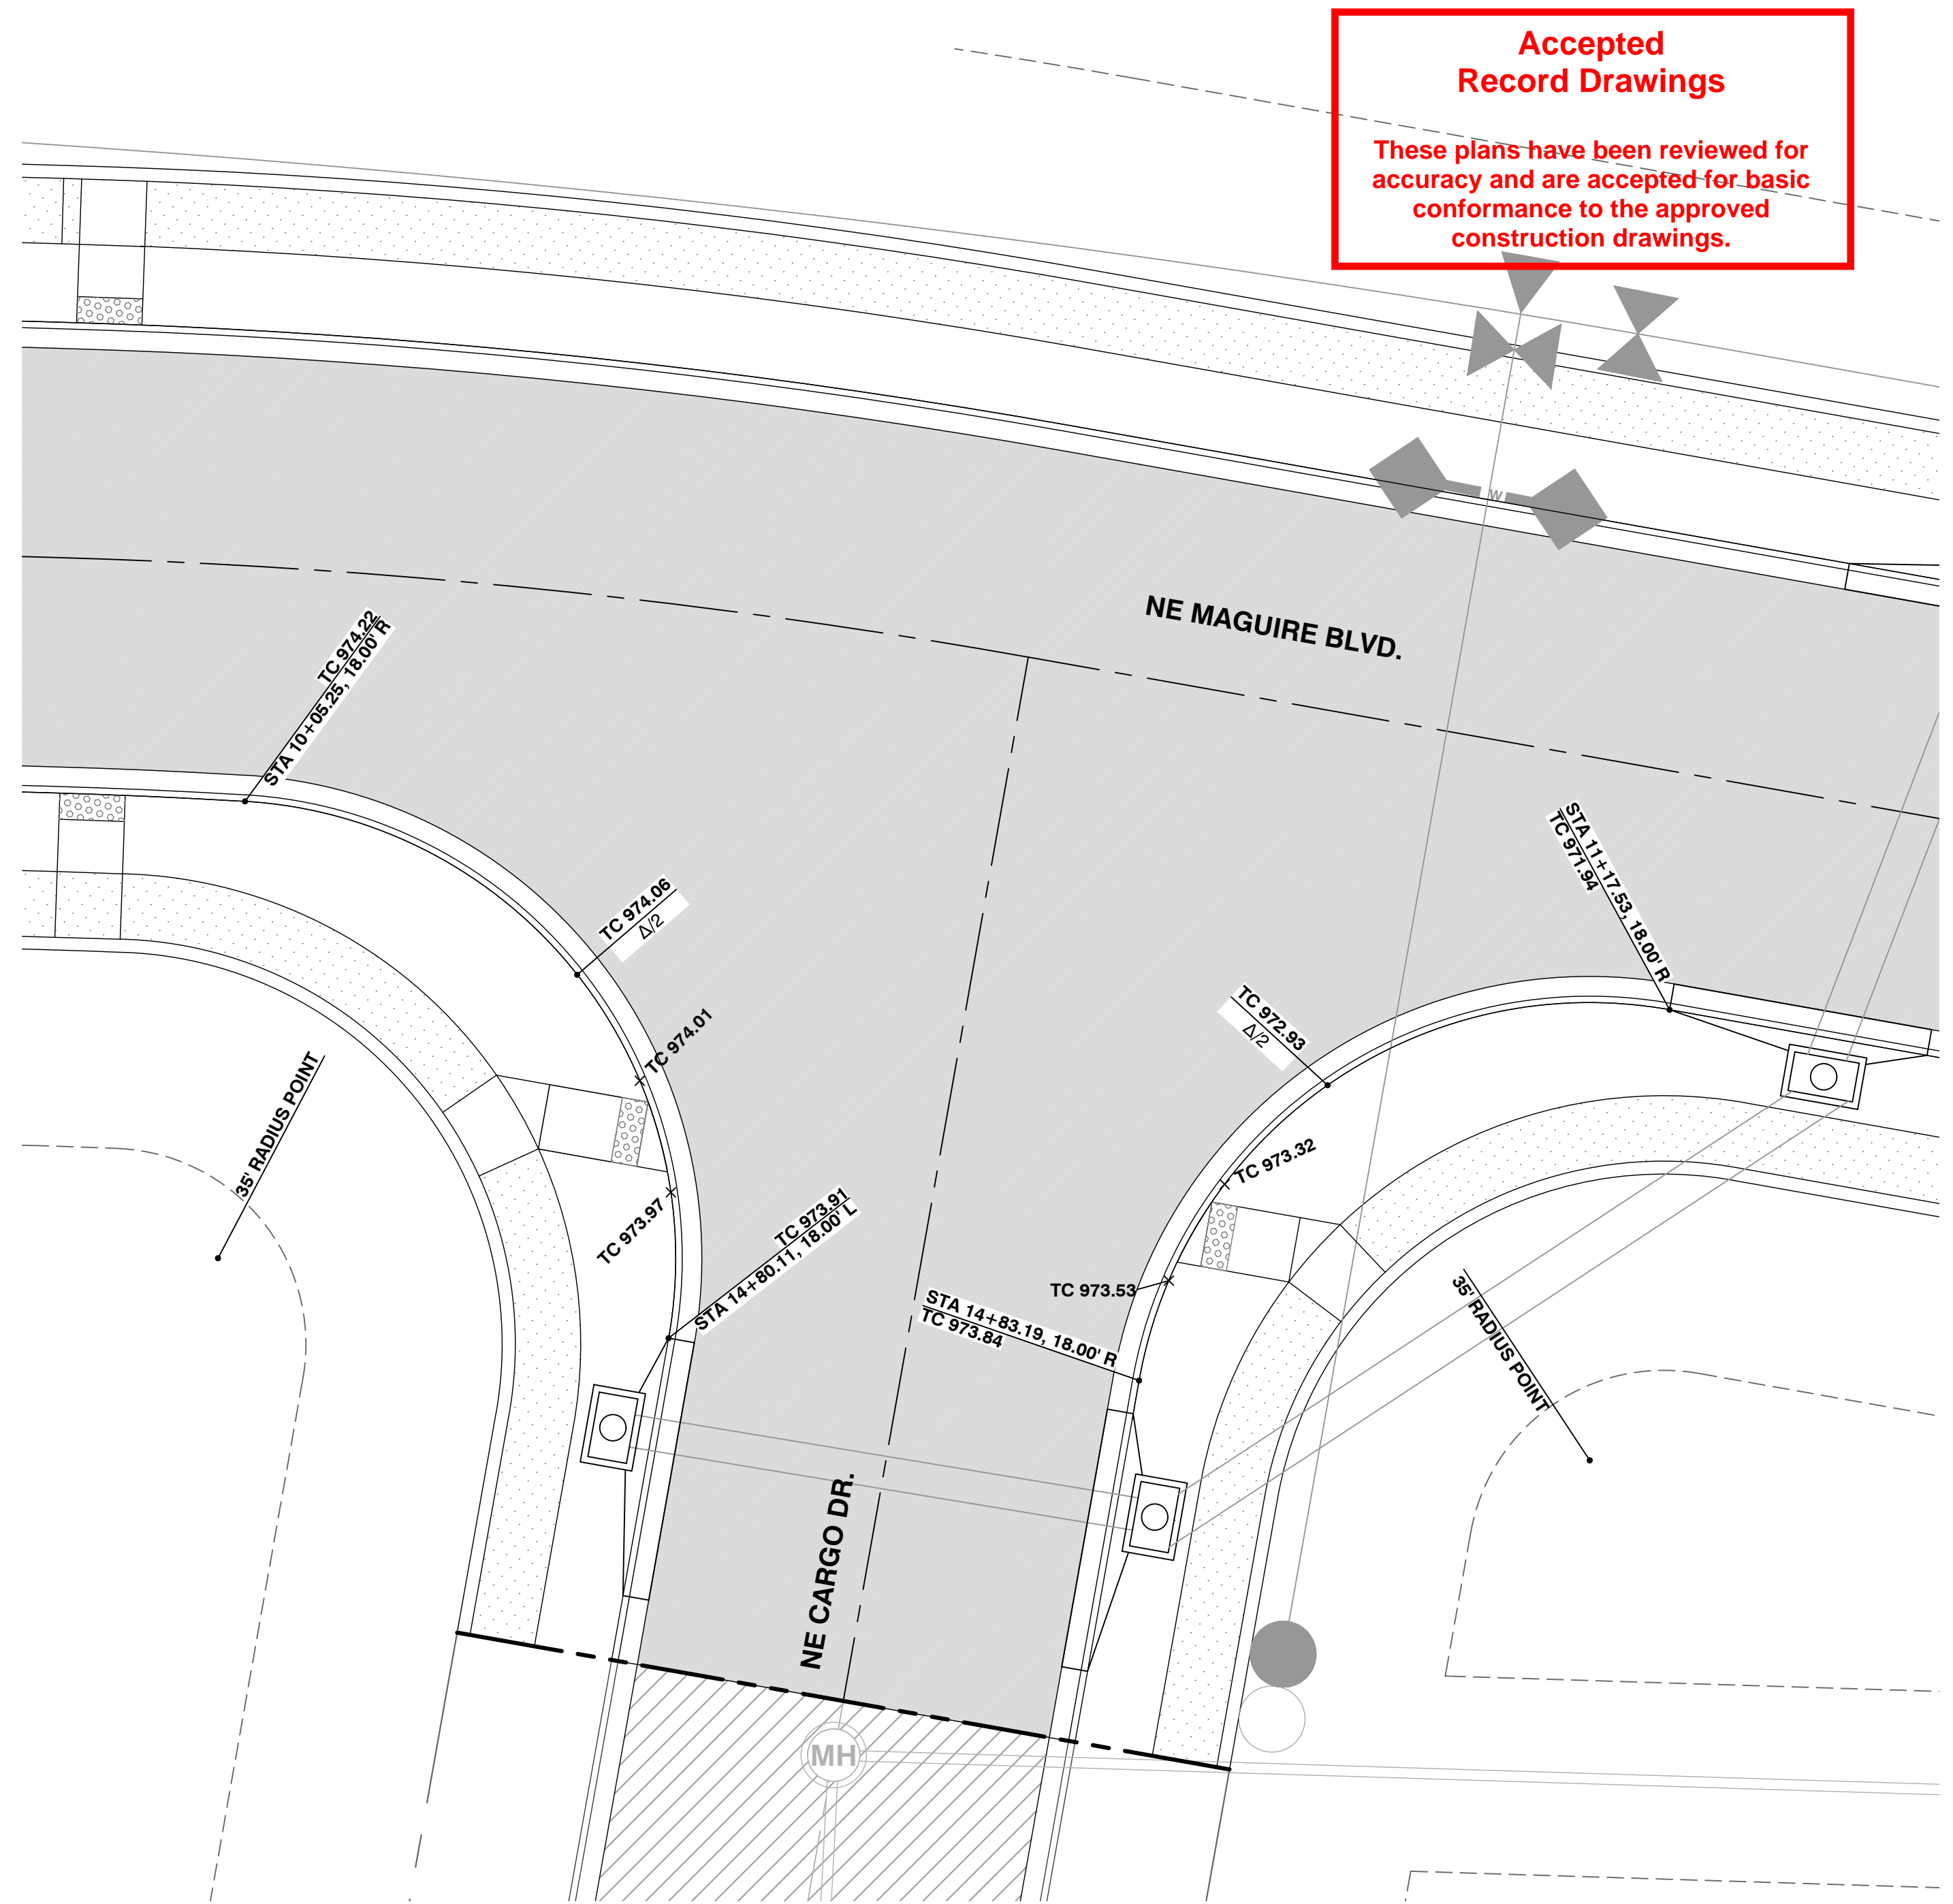 Accepted
Record Drawings
These plans have been reviewed for
accuracy and are accepted for basic
conformance to the approved
construction drawings.
W
NE MAGUIRE BLVD.
TC 974.22
STA 10+05.25, 18.00' R
STA 11+17.53, 18.00' R
TC 971.94
TC 974.06
Δ/2
TC 974.01
TC 972.93
Δ/2
35' RADIUS POINT
TC 973.32
TC 973.97
TC 973.91
STA 14+80.11, 18.00' L
TC 973.53
STA 14+83.19, 18.00' R
TC 973.84
35' RADIUS POINT
NE CARGO DR.
MH